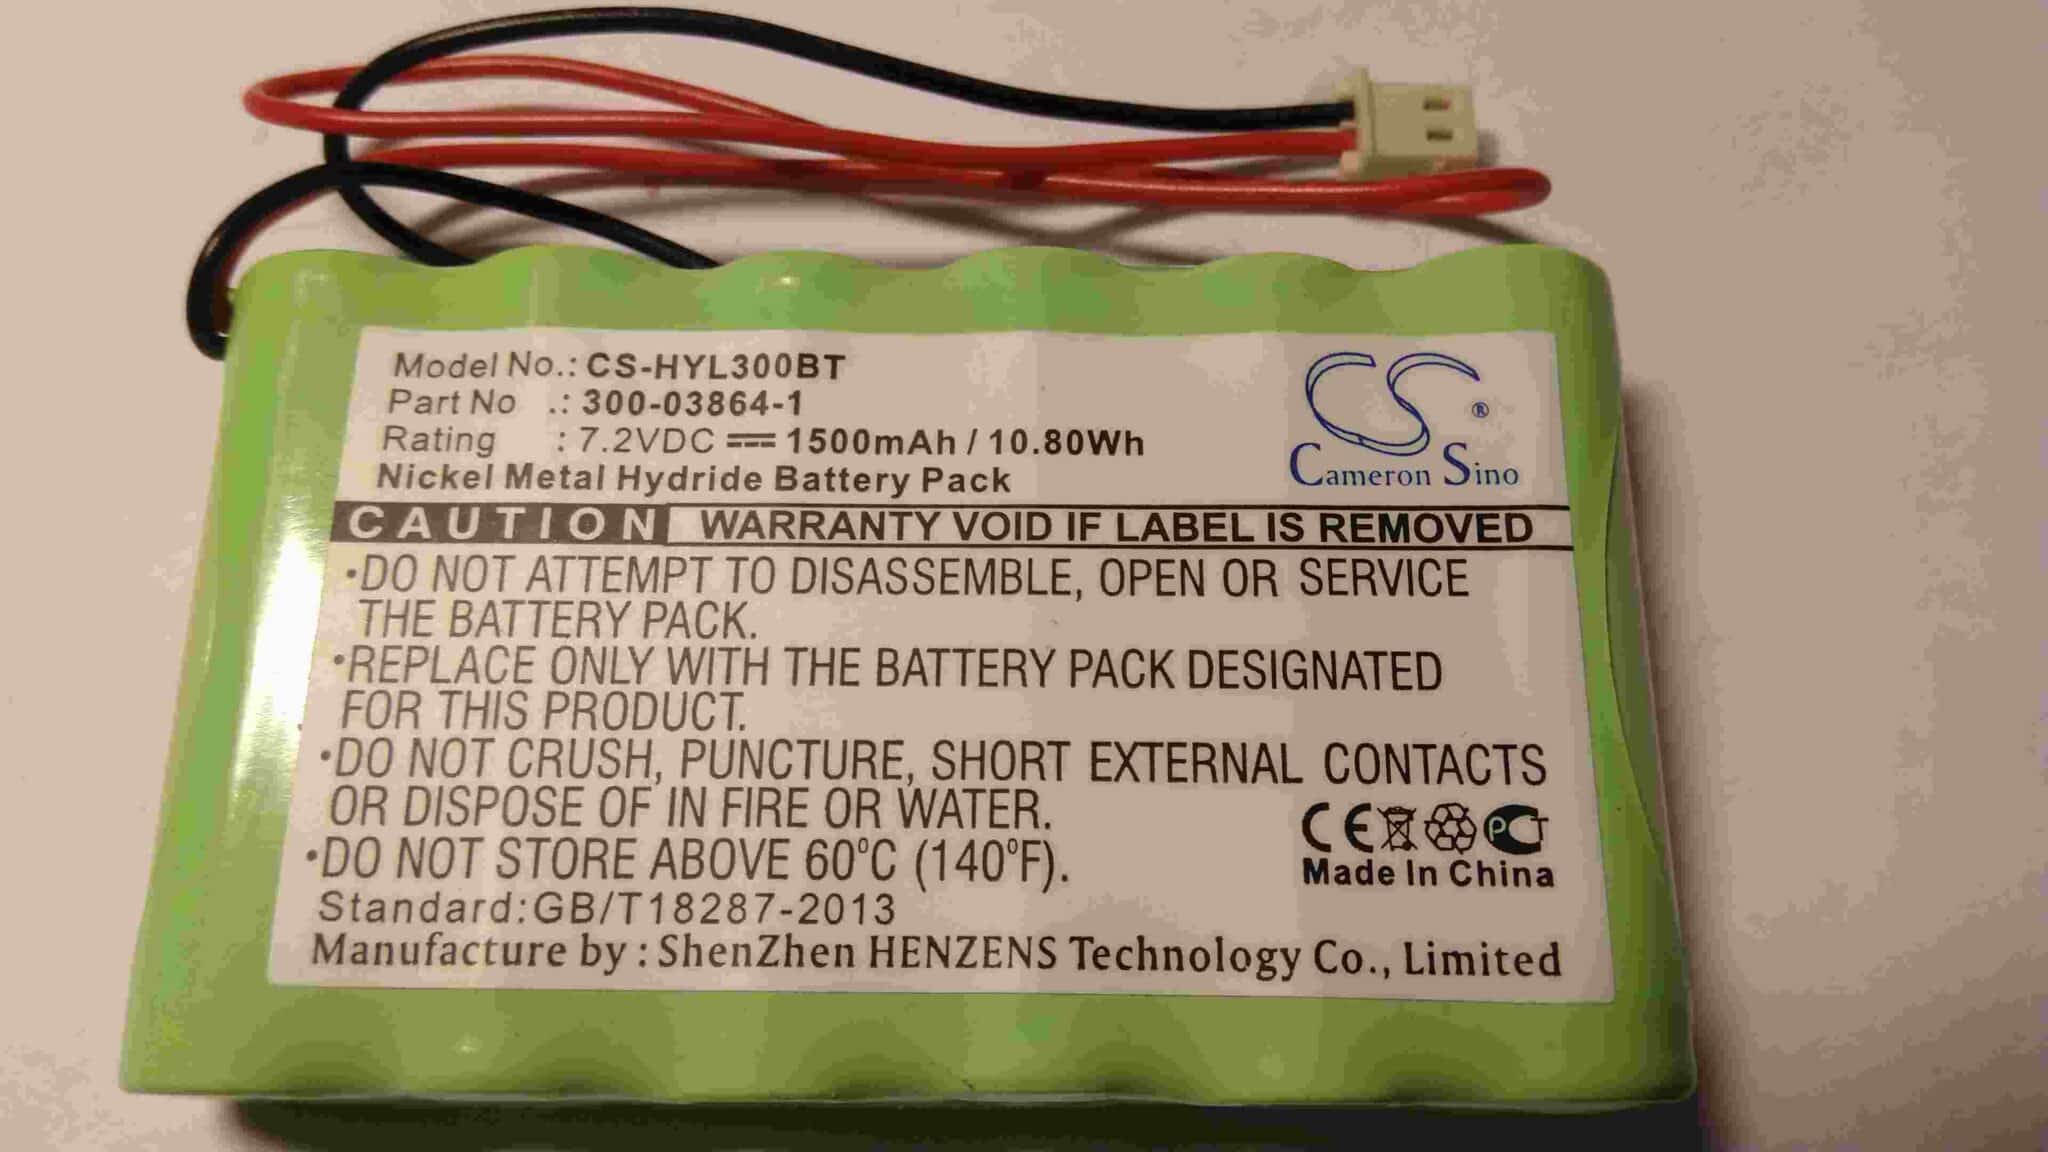 Model No.: CS-HYL300BT
Part No .: 300-03864-1
Rating : 7.2VDC 1500mAh / 10.80Wh
Nickel Metal Hydride Battery Pack
CS ®
Cameron Sino
CAUTION WARRANTY VOID IF LABEL IS REMOVED
·DO NOT ATTEMPT TO DISASSEMBLE, OPEN OR SERVICE
THE BATTERY PACK.
·REPLACE ONLY WITH THE BATTERY PACK DESIGNATED
FOR THIS PRODUCT.
·DO NOT CRUSH, PUNCTURE, SHORT EXTERNAL CONTACTS
OR DISPOSE OF IN FIRE OR WATER.
·DO NOT STORE ABOVE 60°C (140°F).
CE PCT
Made In China
Standard:GB/T18287-2013
Manufacture by : ShenZhen HENZENS Technology Co., Limited